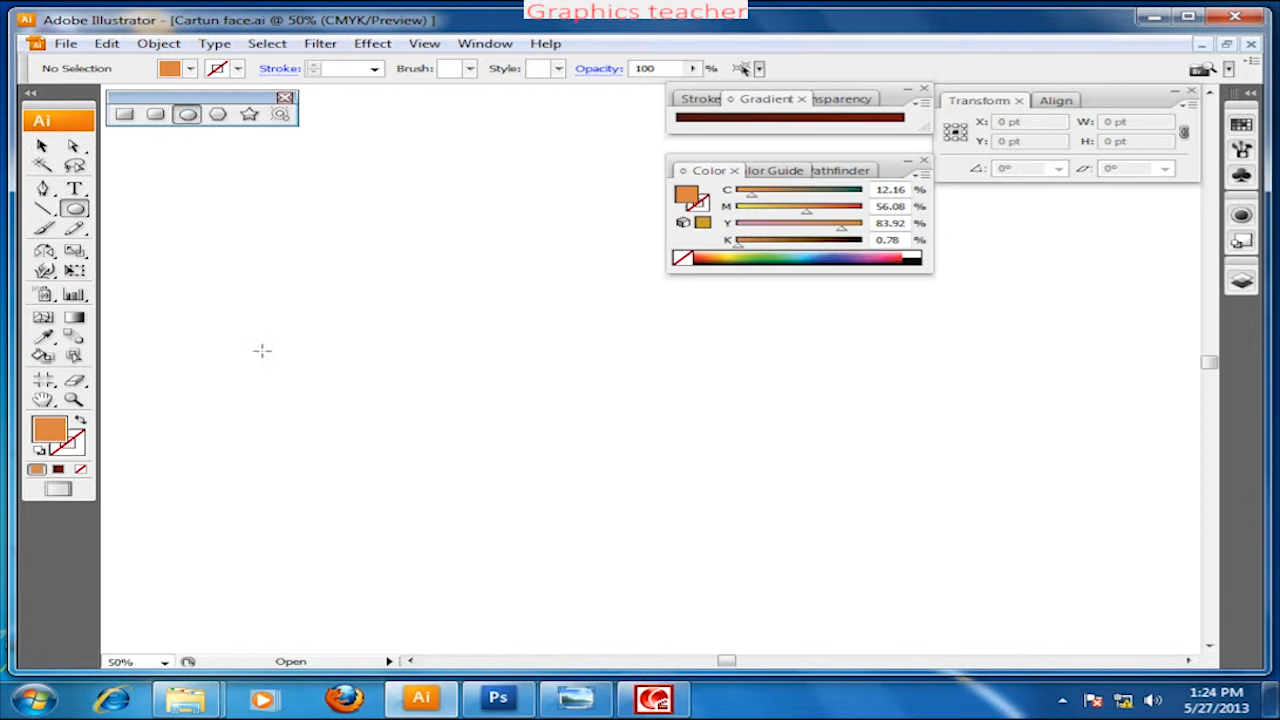 Graphics teacher
Ai Adobe Illustrator - [Cartun face.ai @ 50% (CMYK/Preview) ]
Ai File Edit Object Type Select Filter Effect View Window Help
No Selection Stroke: Brush: Style: Opacity: 100 %
Stroke Gradient nsparency
Transform Align
Ai
X: 0 pt W: 0 pt
Y: 0 pt H: 0 pt
0° 0°
Color lor Guide athfinder
C 12.16 %
M 56.08 %
Y 83.92 %
K 0.78 %
T
50% Open
Ai Ps
1:24 PM
5/27/2013